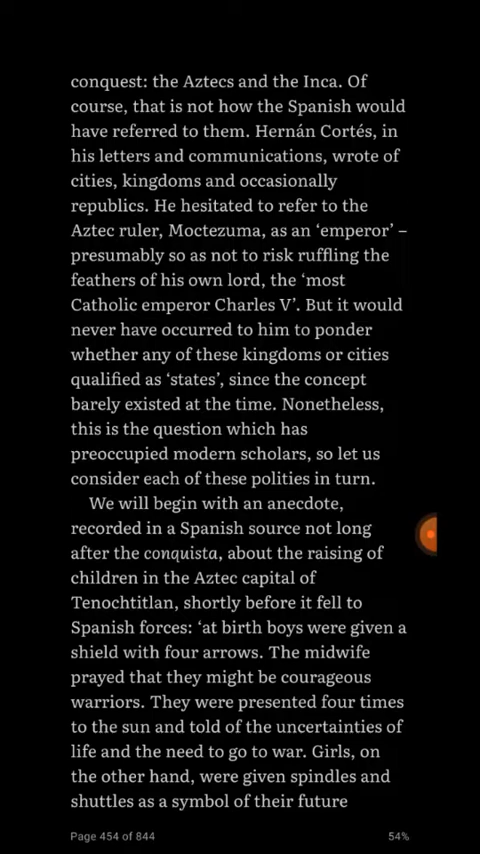 conquest: the Aztecs and the Inca. Of
course, that is not how the Spanish would
have referred to them. Hernán Cortés, in
his letters and communications, wrote of
cities, kingdoms and occasionally
republics. He hesitated to refer to the
Aztec ruler, Moctezuma, as an ‘emperor’ –
presumably so as not to risk ruffling the
feathers of his own lord, the ‘most
Catholic emperor Charles V’. But it would
never have occurred to him to ponder
whether any of these kingdoms or cities
qualified as ‘states’, since the concept
barely existed at the time. Nonetheless,
this is the question which has
preoccupied modern scholars, so let us
consider each of these polities in turn.
We will begin with an anecdote,
recorded in a Spanish source not long
after the conquista, about the raising of
children in the Aztec capital of
Tenochtitlan, shortly before it fell to
Spanish forces: ‘at birth boys were given a
shield with four arrows. The midwife
prayed that they might be courageous
warriors. They were presented four times
to the sun and told of the uncertainties of
life and the need to go to war. Girls, on
the other hand, were given spindles and
shuttles as a symbol of their future
Page 454 of 844
54%